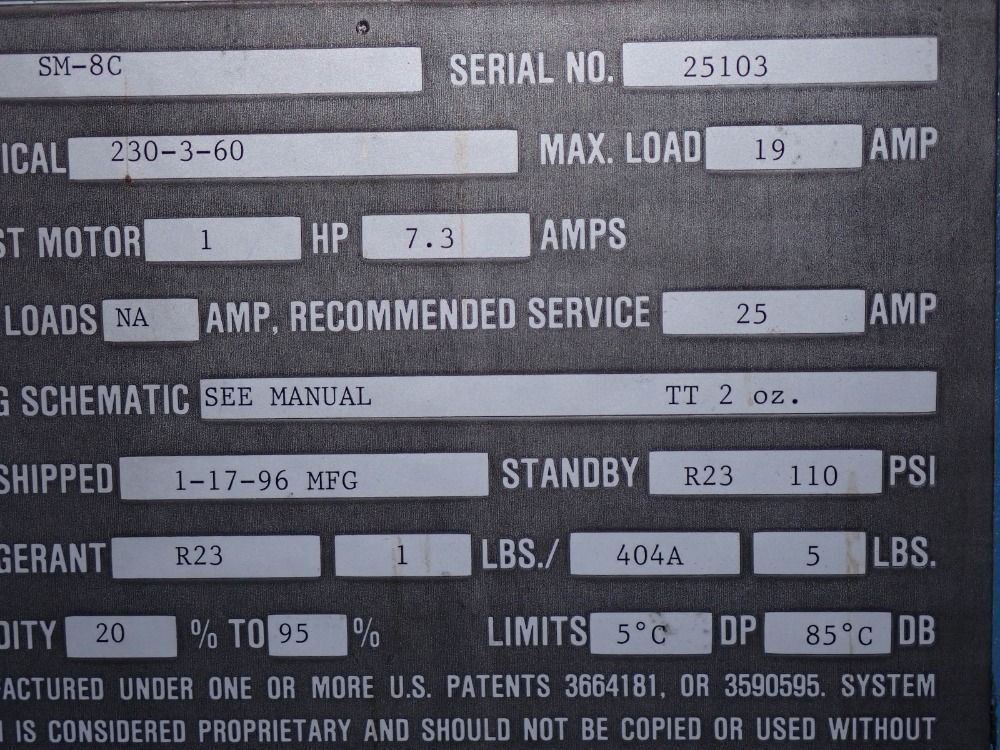 SM-8C SERIAL NO. 25103
ICAL 230-3-60 MAX. LOAD 19 AMP
ST MOTOR 1 HP 7.3 AMPS
LOADS NA AMP, RECOMMENDED SERVICE 25 AMP
G SCHEMATIC SEE MANUAL TT 2 oz.
SHIPPED 1-17-96 MFG STANDBY R23 110 PSI
GERANT R23 1 LBS./ 404A 5 LBS.
DITY 20 % TO 95 % LIMITS 5°C DP 85°C DB
FACTURED UNDER ONE OR MORE U.S. PATENTS 3664181, OR 3590595. SYSTEM
N IS CONSIDERED PROPRIETARY AND SHOULD NOT BE COPIED OR USED WITHOUT